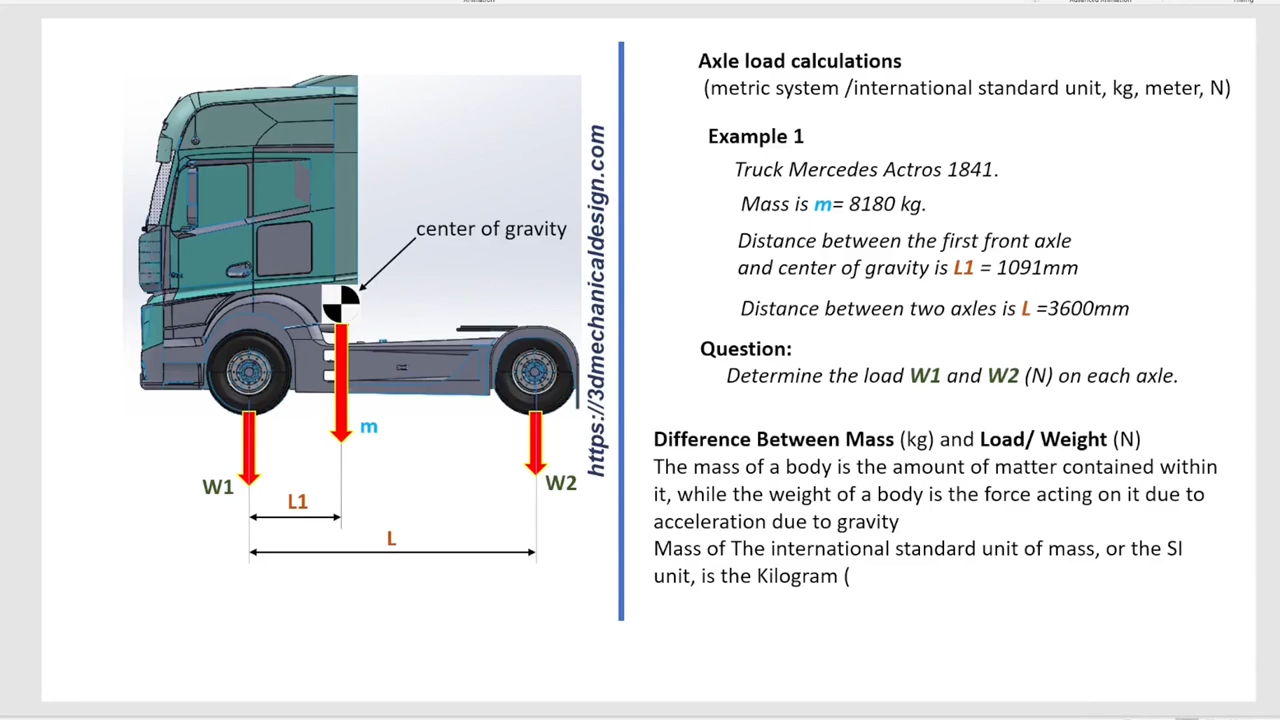 Axle load calculations
(metric system /international standard unit, kg, meter, N)
Example 1
Truck Mercedes Actros 1841.
Mass is m= 8180 kg.
Distance between the first front axle
and center of gravity is L1 = 1091mm
Distance between two axles is L =3600mm
Question:
Determine the load W1 and W2 (N) on each axle.
Difference Between Mass (kg) and Load/ Weight (N)
The mass of a body is the amount of matter contained within
it, while the weight of a body is the force acting on it due to
acceleration due to gravity
Mass of The international standard unit of mass, or the SI
unit, is the Kilogram (
center of gravity
m
W1
W2
L1
L
https://3dmechanicaldesign.com